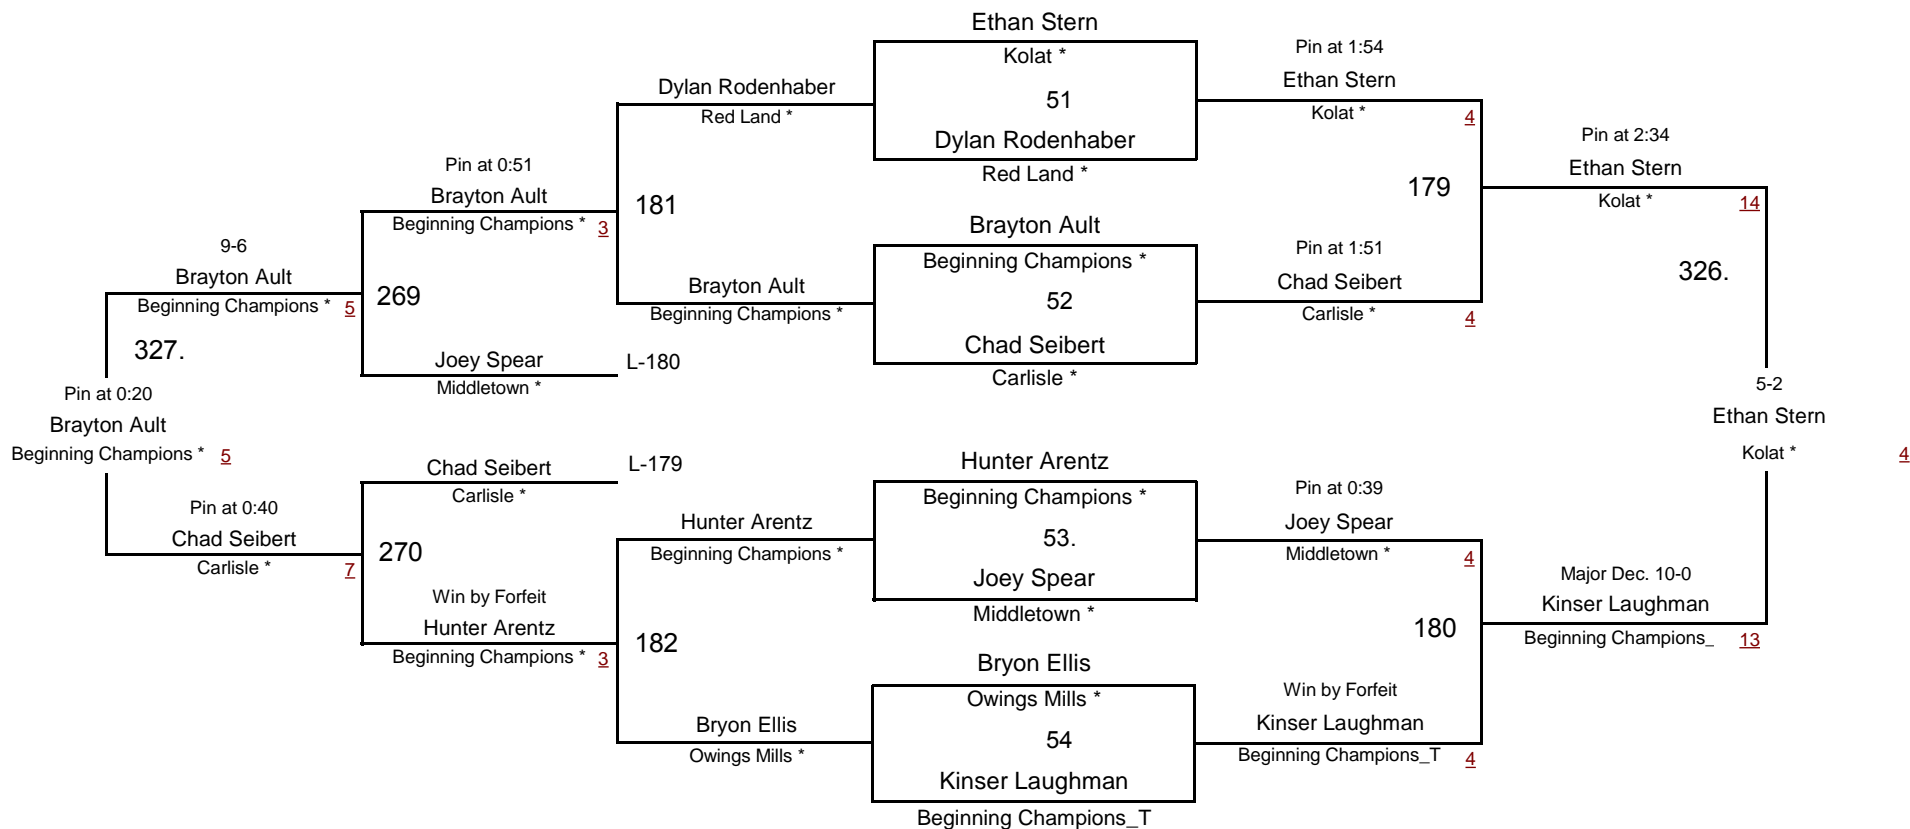 Ethan Stern
Kolat *
51
Dylan Rodenhaber
Red Land *
Pin at 1:54
Ethan Stern
Kolat *
4
Dylan Rodenhaber
Red Land *
Pin at 0:51
Brayton Ault
Beginning Champions *
3
181
179
Pin at 2:34
Ethan Stern
Kolat *
14
9-6
Brayton Ault
Beginning Champions *
5
269
Brayton Ault
Beginning Champions *
Brayton Ault
Beginning Champions *
52
Chad Seibert
Carlisle *
Pin at 1:51
Chad Seibert
Carlisle *
4
326.
327.
Joey Spear
Middletown *
L-180
Pin at 0:20
Brayton Ault
Beginning Champions *
5
5-2
Ethan Stern
Kolat *
4
Chad Seibert
Carlisle *
L-179
Hunter Arentz
Beginning Champions *
53.
Joey Spear
Middletown *
Pin at 0:39
Joey Spear
Middletown *
4
Pin at 0:40
Chad Seibert
Carlisle *
7
270
Hunter Arentz
Beginning Champions *
Win by Forfeit
Hunter Arentz
Beginning Champions *
3
182
180
Major Dec. 10-0
Kinser Laughman
Beginning Champions_
13
Bryon Ellis
Owings Mills *
Bryon Ellis
Owings Mills *
54
Kinser Laughman
Beginning Champions_T
Win by Forfeit
Kinser Laughman
Beginning Champions_T
4